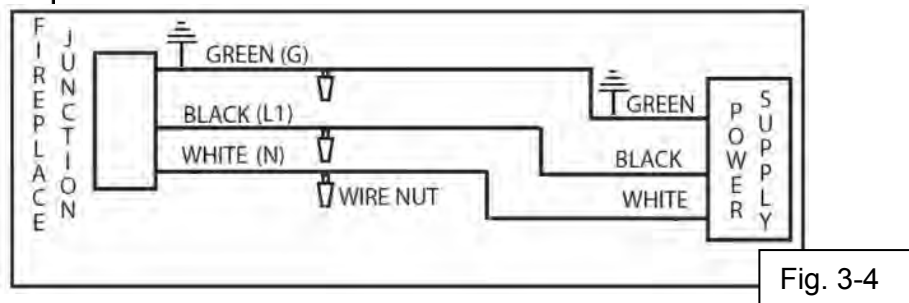 FIREPLACE
JUNCTION
GREEN (G)
BLACK (L1)
WHITE (N)
WIRE NUT
GREEN
BLACK
WHITE
POWER
SUPPLY
Fig. 3-4